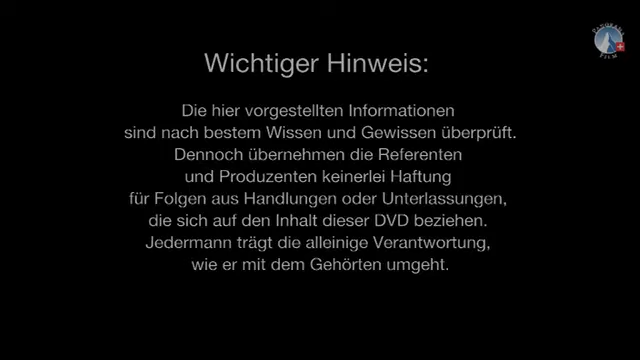 Wichtiger Hinweis:
Die hier vorgestellten Informationen
sind nach bestem Wissen und Gewissen überprüft.
Dennoch übernehmen die Referenten
und Produzenten keinerlei Haftung
für Folgen aus Handlungen oder Unterlassungen,
die sich auf den Inhalt dieser DVD beziehen.
Jedermann trägt die alleinige Verantwortung,
wie er mit dem Gehörten umgeht.
PANORAMA
FILM